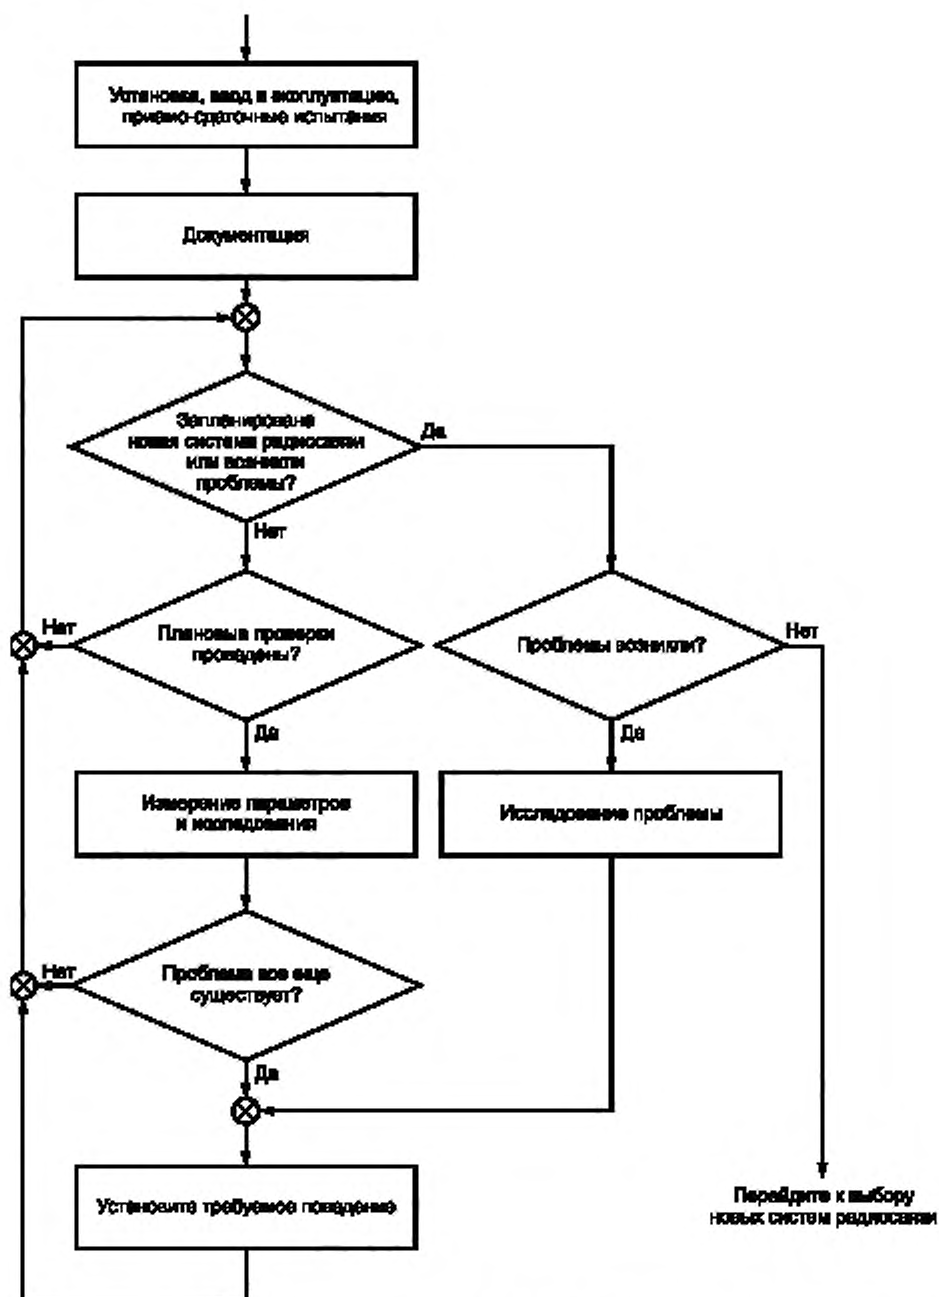 Установка, ввод в эксплуатацию,
приемо-сдаточные испытания
Документация
Запланирована
новая система радиосвязи
или возникли
проблемы?
Да
Нет
Плановые проверки
проведены?
Нет
Да
Проблемы возникли?
Нет
Да
Измерение параметров
и исследования
Исследование проблемы
Проблема все еще
существует?
Нет
Да
Установите требуемое поведение
Перейдите к выбору
новых систем радиосвязи